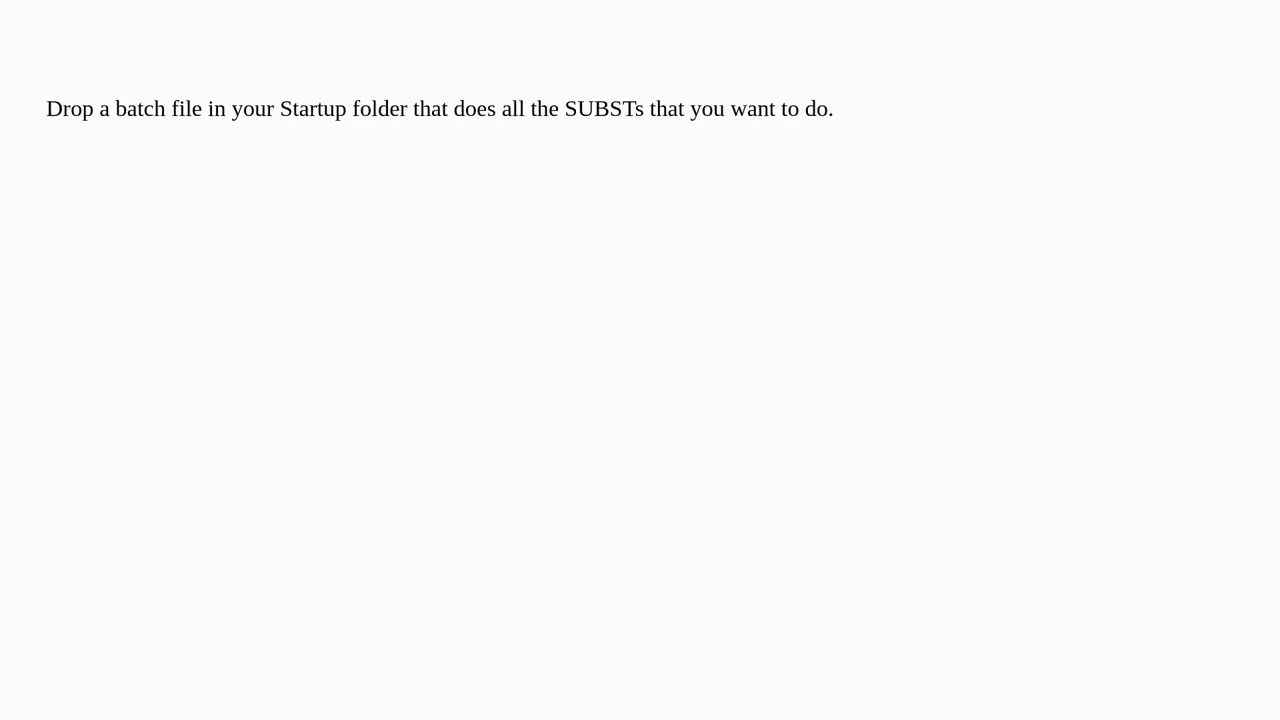 Drop a batch file in your Startup folder that does all the SUBSTs that you want to do.